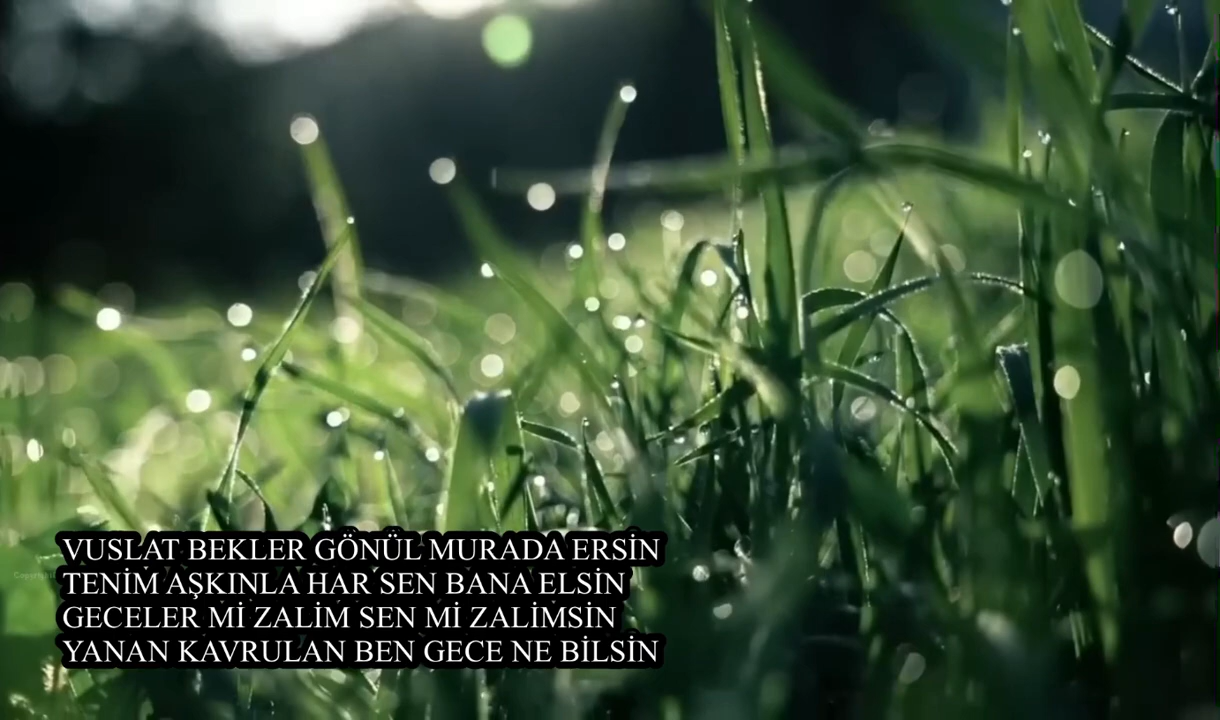 VUSLAT BEKLER GÖNÜL MURADA ERSİN
TENİM AŞKINLA HAR SEN BANA ELSİN
GECELER Mİ ZALİM SEN Mİ ZALİMSİN
YANAN KAVRULAN BEN GECE NE BİLSİN